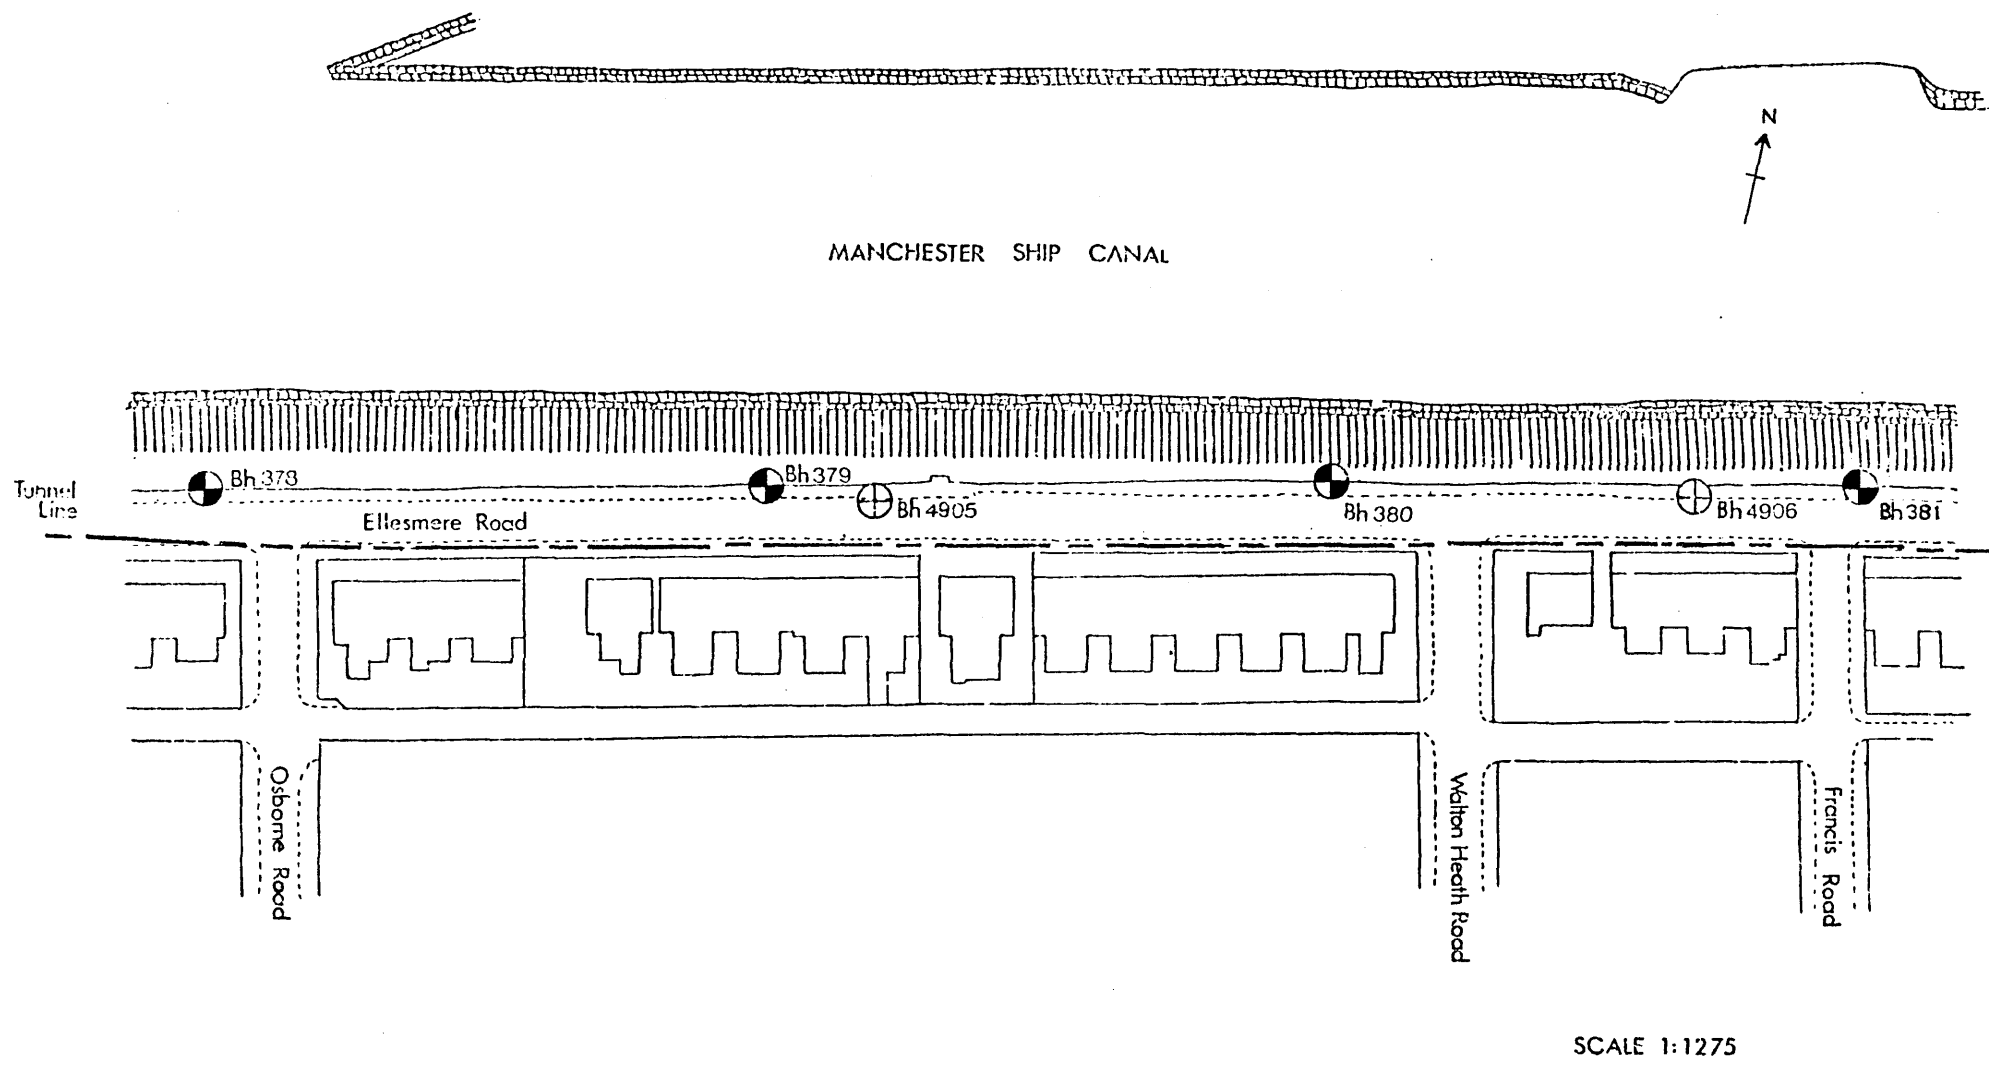 N
MANCHESTER SHIP CANAL
Bh 378
Bh 379
Bh 4905
Bh 380
Bh 4906
Bh 381
Tunnel
Line
Ellesmere Road
Osborne Road
Walton Heath Road
Francis Road
SCALE 1:1275